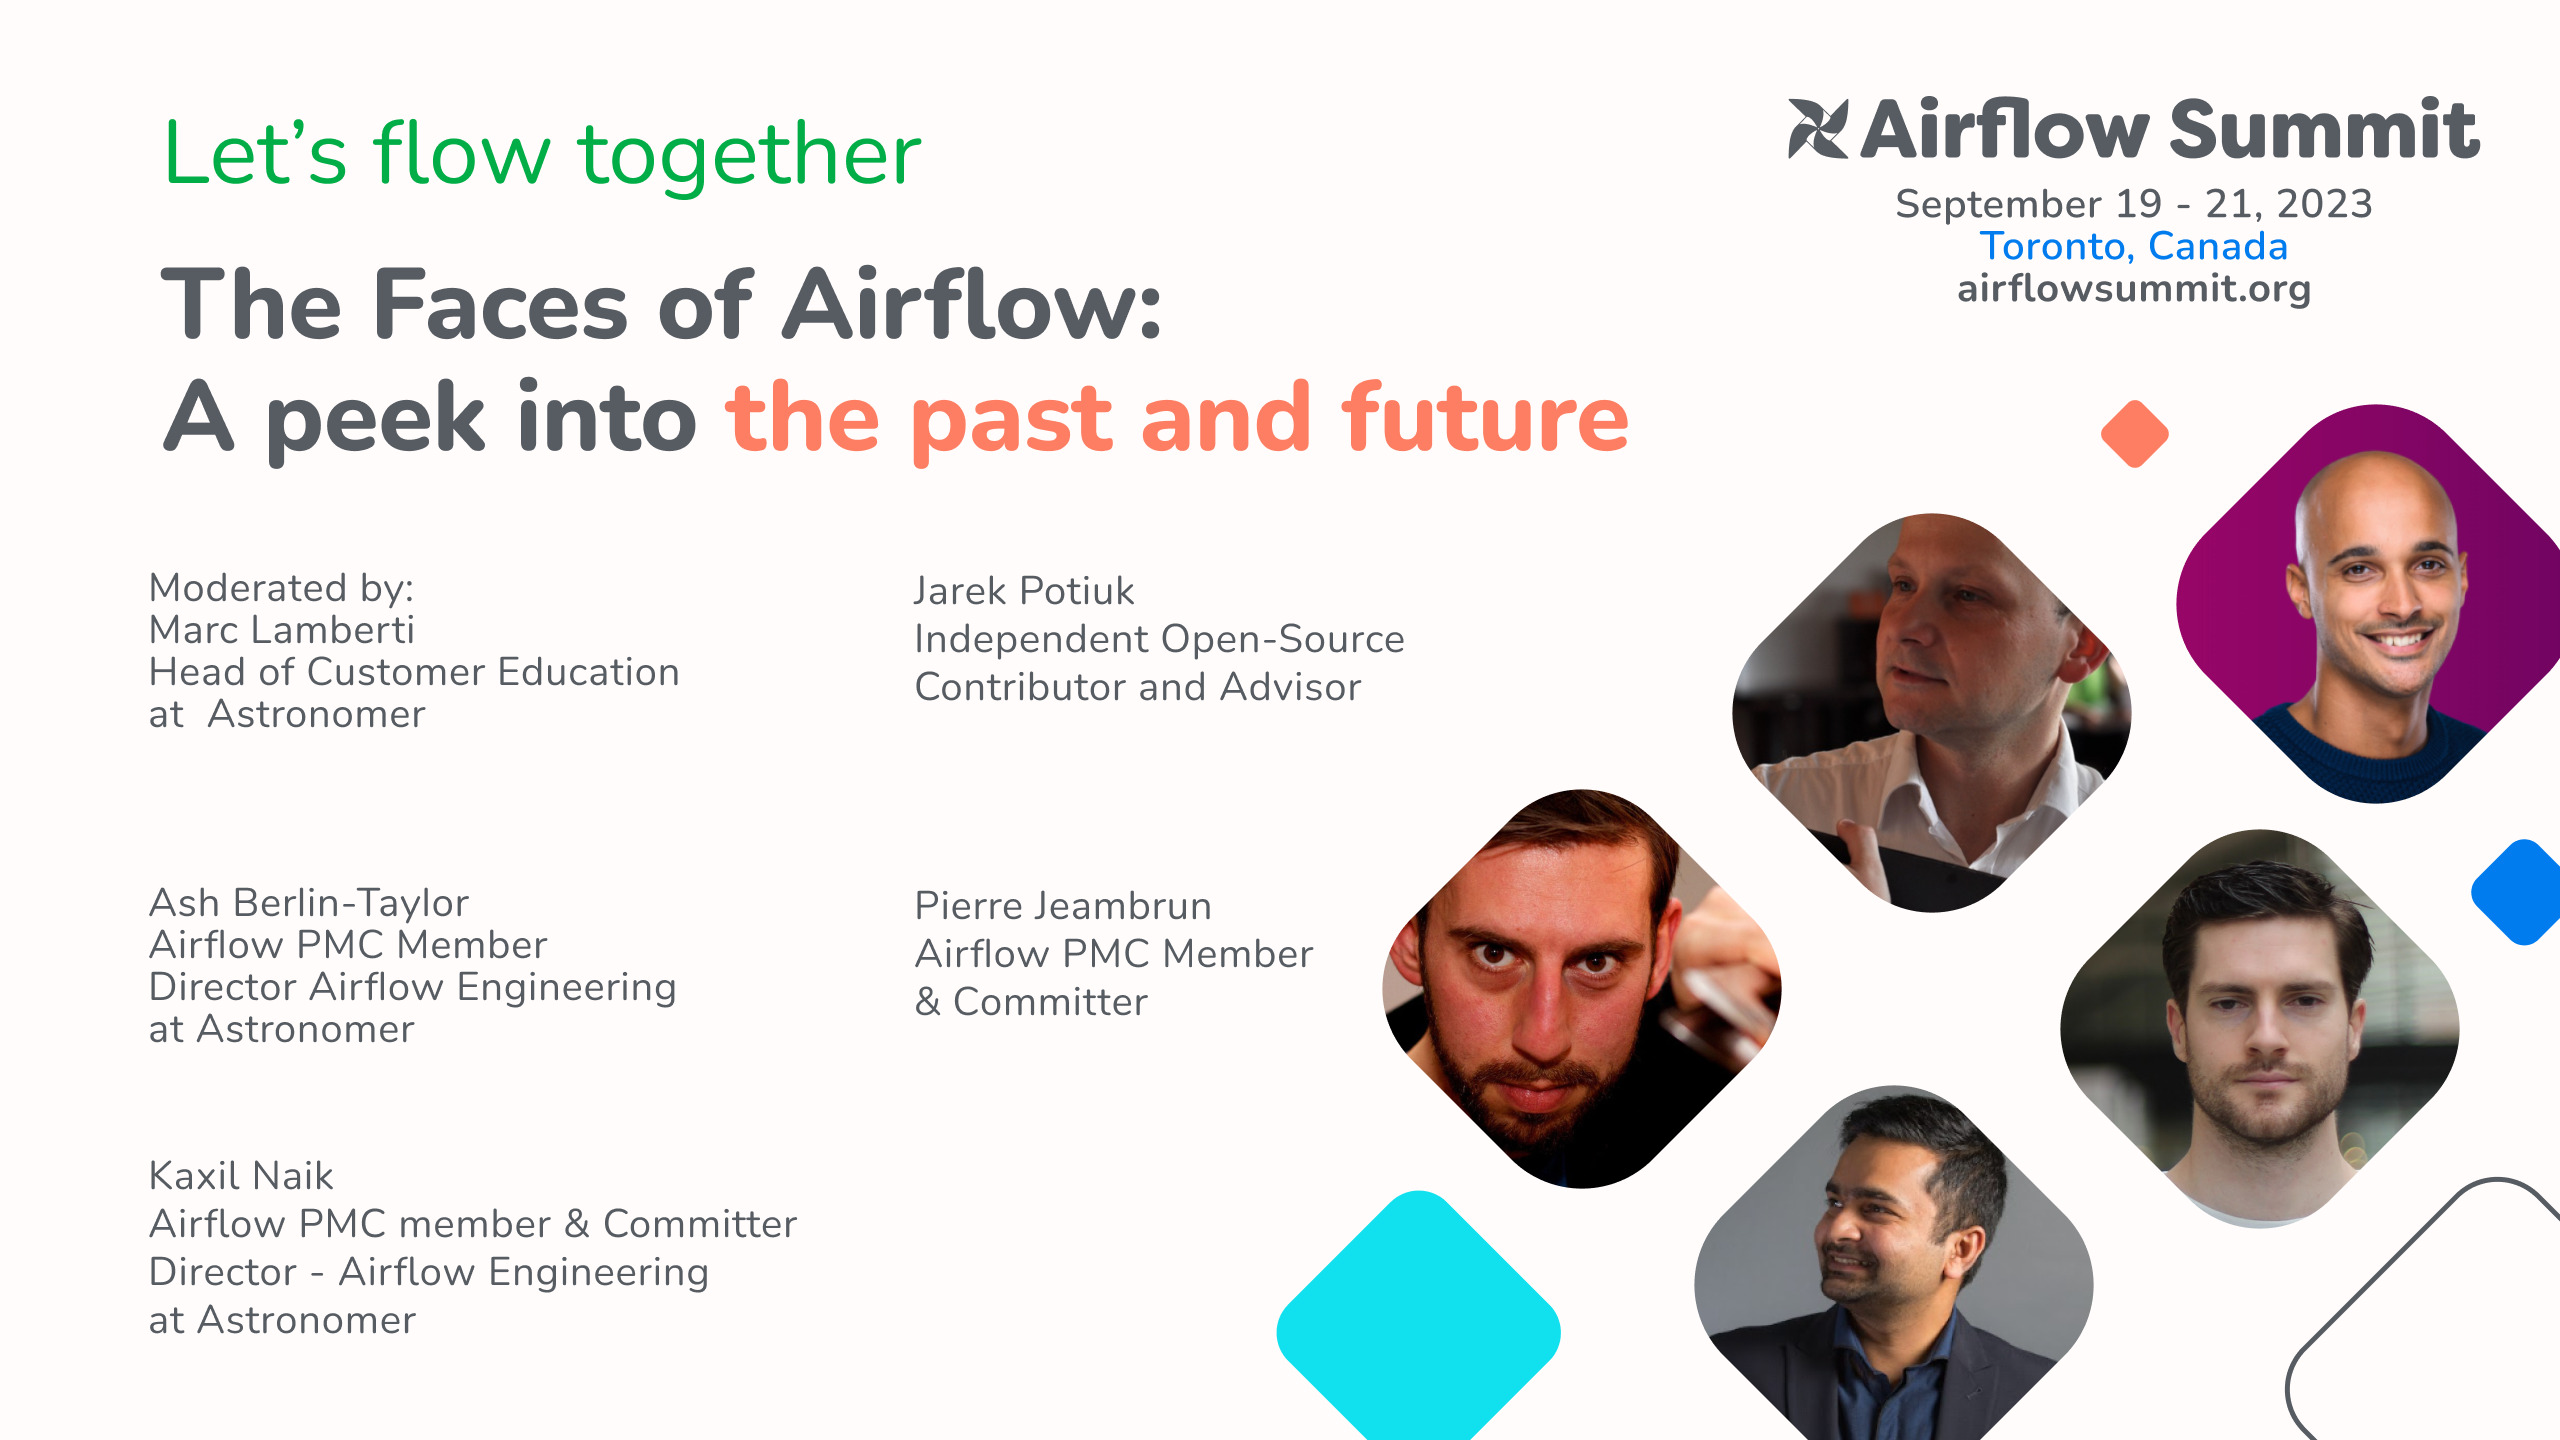 Let’s flow together
The Faces of Airflow:
A peek into the past and future
Airflow Summit
September 19 - 21, 2023
Toronto, Canada
airflowsummit.org
Moderated by:
Marc Lamberti
Head of Customer Education
at  Astronomer
Jarek Potiuk
Independent Open-Source
Contributor and Advisor
Ash Berlin-Taylor
Airflow PMC Member
Director Airflow Engineering
at Astronomer
Pierre Jeambrun
Airflow PMC Member
& Committer
Kaxil Naik
Airflow PMC member & Committer
Director - Airflow Engineering
at Astronomer